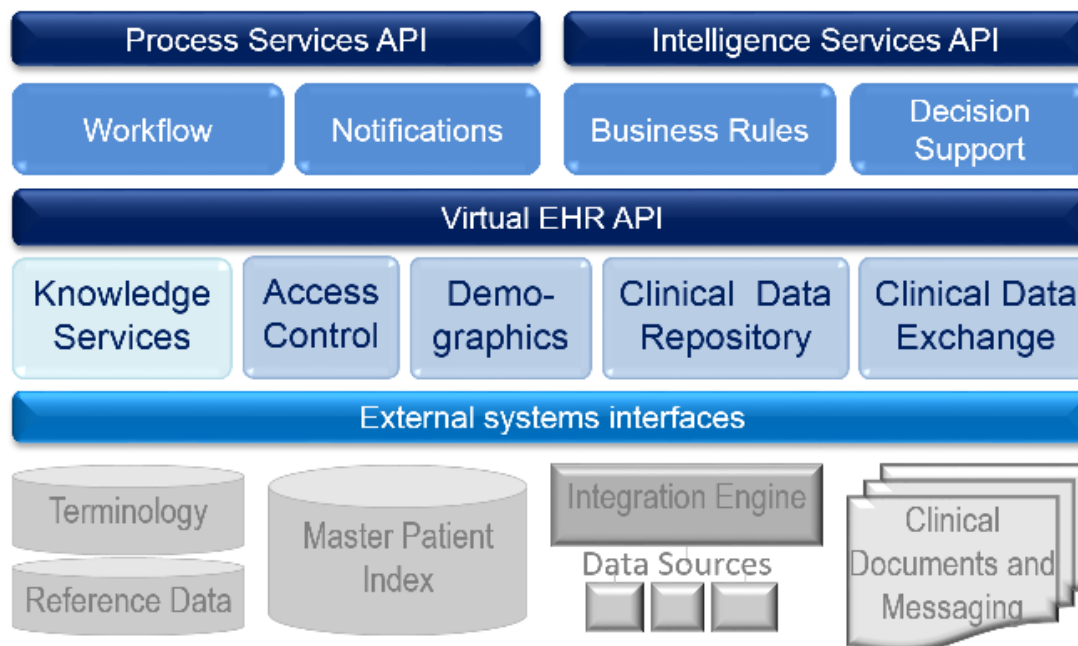 Process Services API
Intelligence Services API
Workflow
Notifications
Business Rules
Decision
Support
Virtual EHR API
Knowledge
Services
Access
Control
Demo-
graphics
Clinical Data
Repository
Clinical Data
Exchange
External systems interfaces
Terminology
Reference Data
Master Patient
Index
Integration Engine
Data Sources
Clinical
Documents and
Messaging